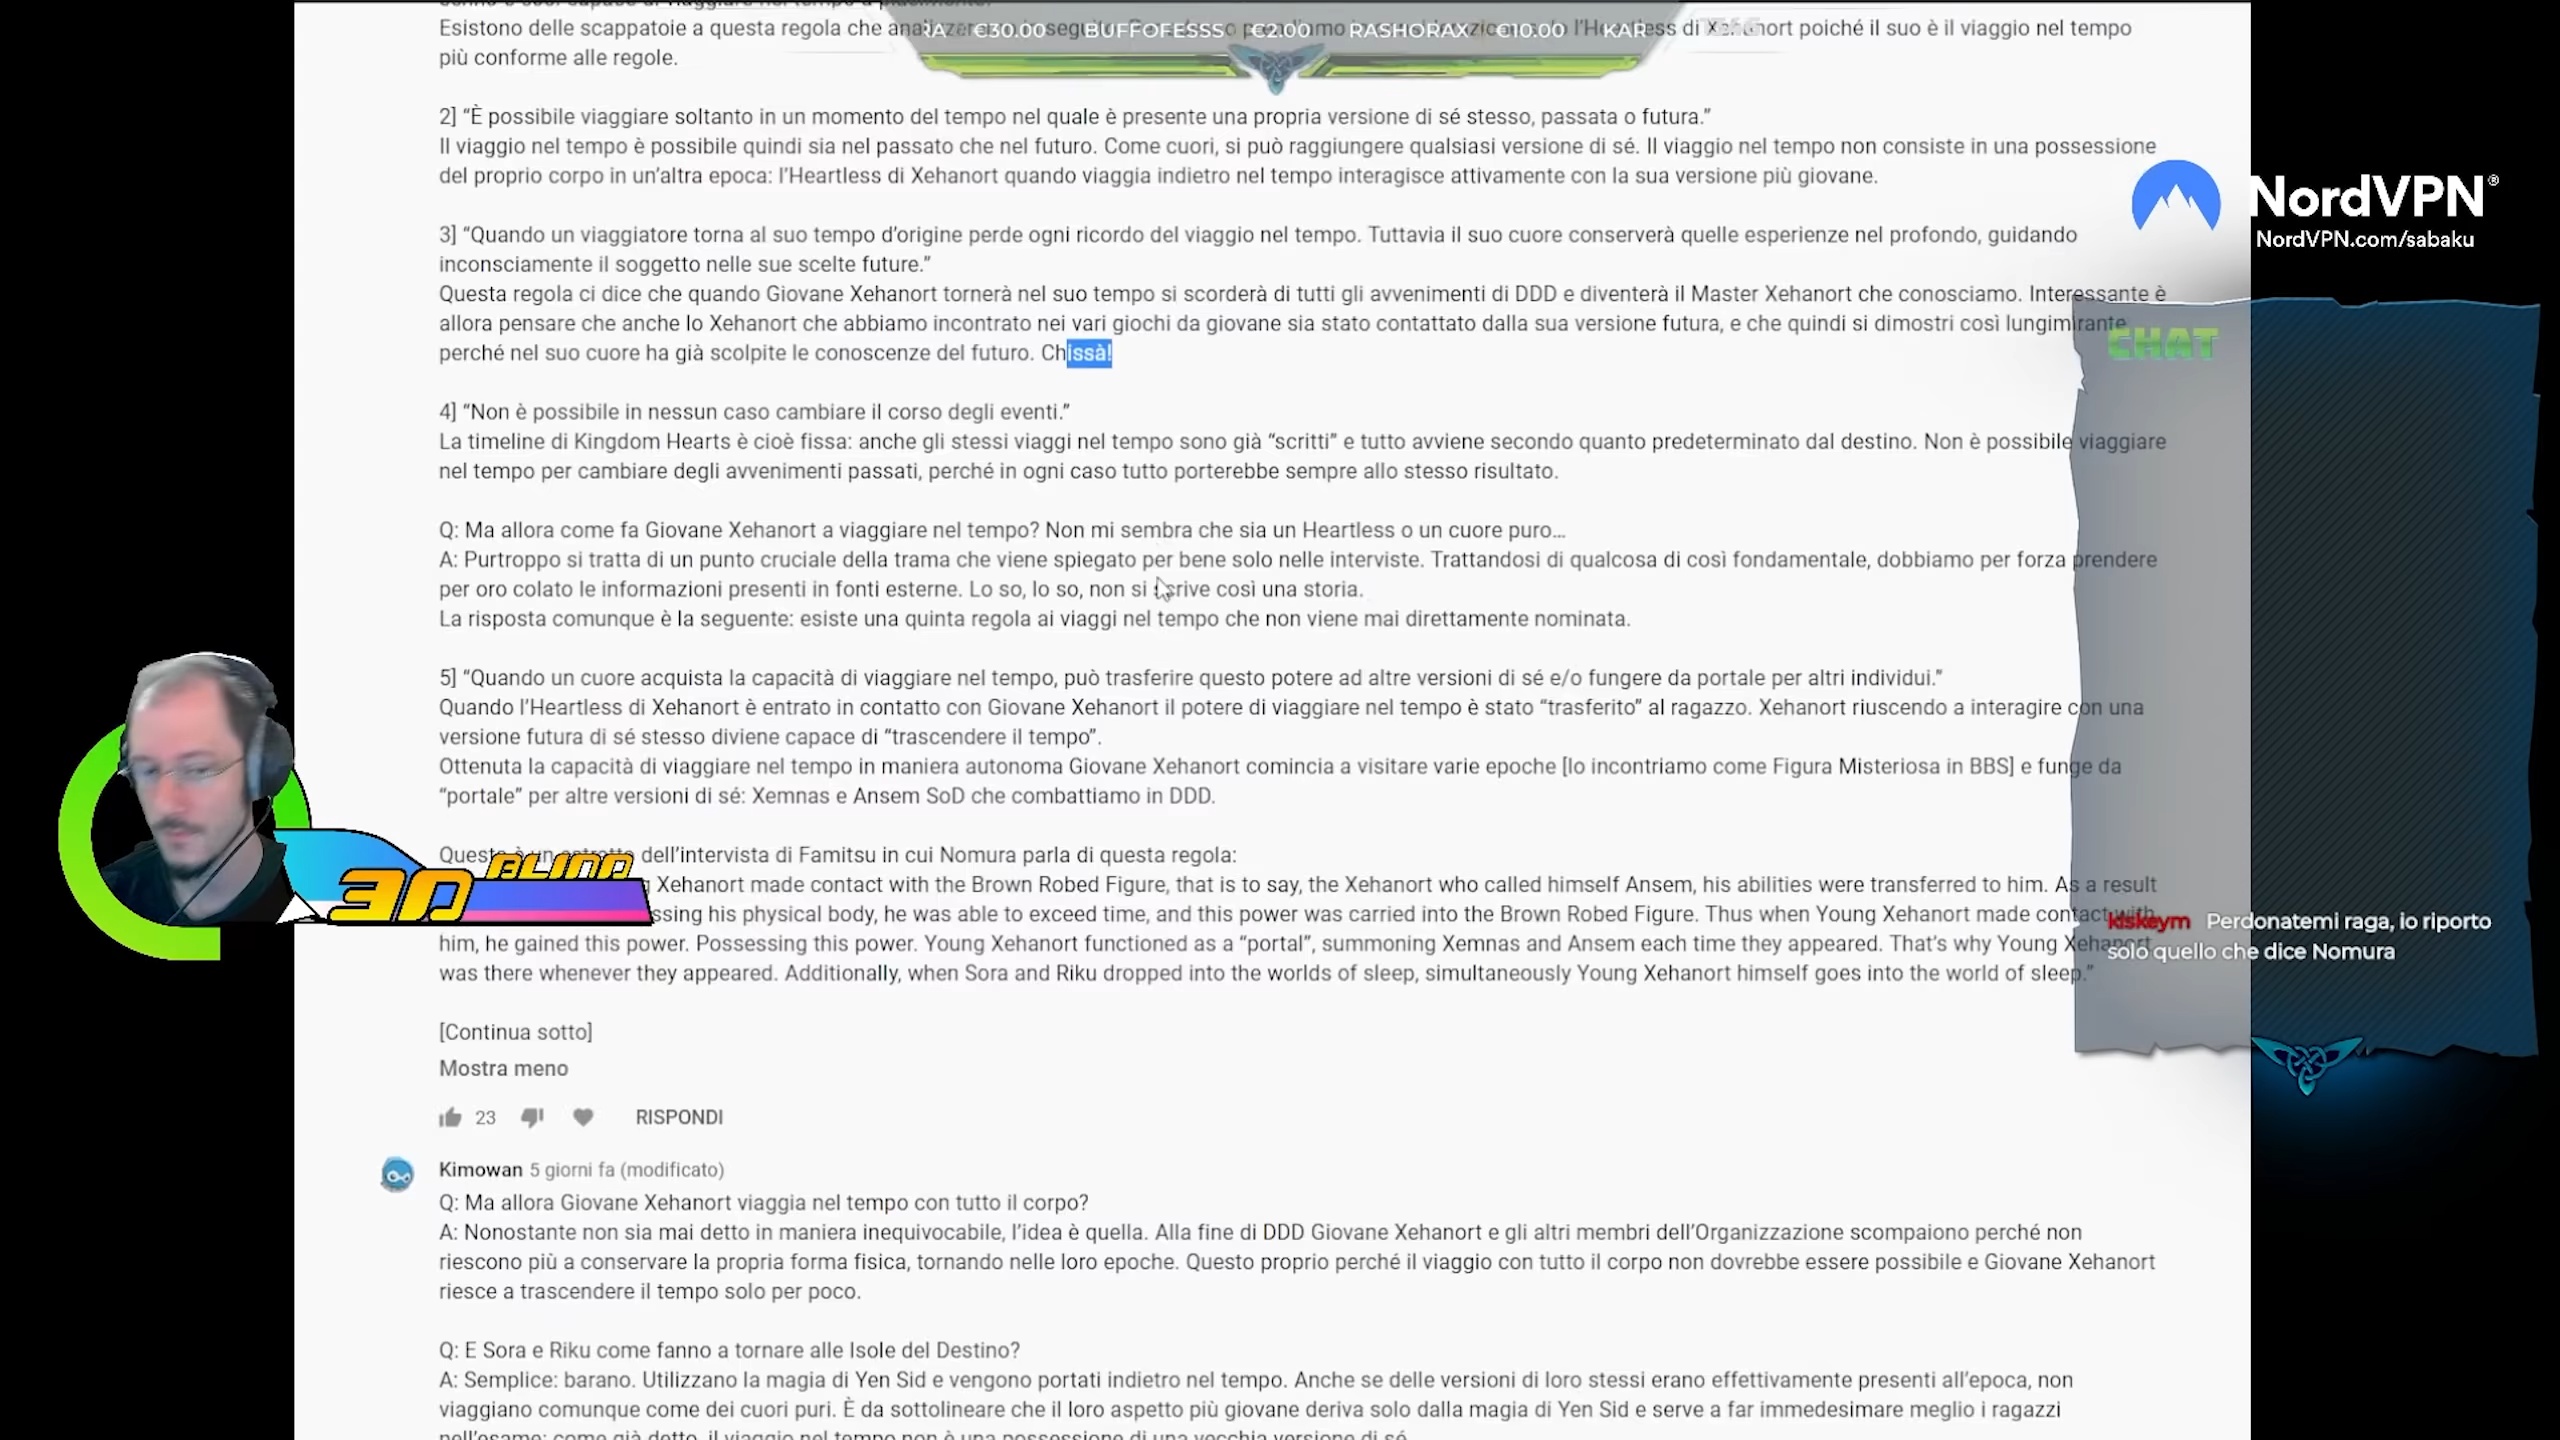 Esistono delle scappatoie a questa regola che l'Heartless di Xehanort poiché il suo è il viaggio nel tempo
più conforme alle regole.
€30.00 BUFFOFESSS €2.00 RASHORAX €10.00 KAR
2] “È possibile viaggiare soltanto in un momento del tempo nel quale è presente una propria versione di sé stesso, passata o futura.”
Il viaggio nel tempo è possibile quindi sia nel passato che nel futuro. Come cuori, si può raggiungere qualsiasi versione di sé. Il viaggio nel tempo non consiste in una possessione
del proprio corpo in un’altra epoca: l’Heartless di Xehanort quando viaggia indietro nel tempo interagisce attivamente con la sua versione più giovane.
NordVPN®
NordVPN.com/sabaku
3] “Quando un viaggiatore torna al suo tempo d’origine perde ogni ricordo del viaggio nel tempo. Tuttavia il suo cuore conserverà quelle esperienze nel profondo, guidando
inconsciamente il soggetto nelle sue scelte future.”
Questa regola ci dice che quando Giovane Xehanort tornerà nel suo tempo si scorderà di tutti gli avvenimenti di DDD e diventerà il Master Xehanort che conosciamo. Interessante è
allora pensare che anche lo Xehanort che abbiamo incontrato nei vari giochi da giovane sia stato contattato dalla sua versione futura, e che quindi si dimostri così lungimirante
perché nel suo cuore ha già scolpite le conoscenze del futuro. Chissà!
CHAT
4] “Non è possibile in nessun caso cambiare il corso degli eventi.”
La timeline di Kingdom Hearts è cioè fissa: anche gli stessi viaggi nel tempo sono già “scritti” e tutto avviene secondo quanto predeterminato dal destino. Non è possibile viaggiare
nel tempo per cambiare degli avvenimenti passati, perché in ogni caso tutto porterebbe sempre allo stesso risultato.
Q: Ma allora come fa Giovane Xehanort a viaggiare nel tempo? Non mi sembra che sia un Heartless o un cuore puro…
A: Purtroppo si tratta di un punto cruciale della trama che viene spiegato per bene solo nelle interviste. Trattandosi di qualcosa di così fondamentale, dobbiamo per forza prendere
per oro colato le informazioni presenti in fonti esterne. Lo so, lo so, non si scrive così una storia.
La risposta comunque è la seguente: esiste una quinta regola ai viaggi nel tempo che non viene mai direttamente nominata.
5] “Quando un cuore acquista la capacità di viaggiare nel tempo, può trasferire questo potere ad altre versioni di sé e/o fungere da portale per altri individui.”
Quando l’Heartless di Xehanort è entrato in contatto con Giovane Xehanort il potere di viaggiare nel tempo è stato “trasferito” al ragazzo. Xehanort riuscendo a interagire con una
versione futura di sé stesso diviene capace di “trascendere il tempo”.
Ottenuta la capacità di viaggiare nel tempo in maniera autonoma Giovane Xehanort comincia a visitare varie epoche [lo incontriamo come Figura Misteriosa in BBS] e funge da
“portale” per altre versioni di sé: Xemnas e Ansem SoD che combattiamo in DDD.
dell’intervista di Famitsu in cui Nomura parla di questa regola:
Xehanort made contact with the Brown Robed Figure, that is to say, the Xehanort who called himself Ansem, his abilities were transferred to him. As a result
ssing his physical body, he was able to exceed time, and this power was carried into the Brown Robed Figure. Thus when Young Xehanort made contact with
him, he gained this power. Possessing this power. Young Xehanort functioned as a “portal”, summoning Xemnas and Ansem each time they appeared. That’s why Young Xehanort
was there whenever they appeared. Additionally, when Sora and Riku dropped into the worlds of sleep, simultaneously Young Xehanort himself goes into the world of sleep.”
3D BLIND
kiskeym Perdonatemi raga, io riporto
solo quello che dice Nomura
[Continua sotto]
Mostra meno
23 RISPONDI
Kimowan 5 giorni fa (modificato)
Q: Ma allora Giovane Xehanort viaggia nel tempo con tutto il corpo?
A: Nonostante non sia mai detto in maniera inequivocabile, l’idea è quella. Alla fine di DDD Giovane Xehanort e gli altri membri dell’Organizzazione scompaiono perché non
riescono più a conservare la propria forma fisica, tornando nelle loro epoche. Questo proprio perché il viaggio con tutto il corpo non dovrebbe essere possibile e Giovane Xehanort
riesce a trascendere il tempo solo per poco.
Q: E Sora e Riku come fanno a tornare alle Isole del Destino?
A: Semplice: barano. Utilizzano la magia di Yen Sid e vengono portati indietro nel tempo. Anche se delle versioni di loro stessi erano effettivamente presenti all’epoca, non
viaggiano comunque come dei cuori puri. È da sottolineare che il loro aspetto più giovane deriva solo dalla magia di Yen Sid e serve a far immedesimare meglio i ragazzi
nell’esame: come già detto, il viaggio nel tempo non è una possessione di una vecchia versione di sé.